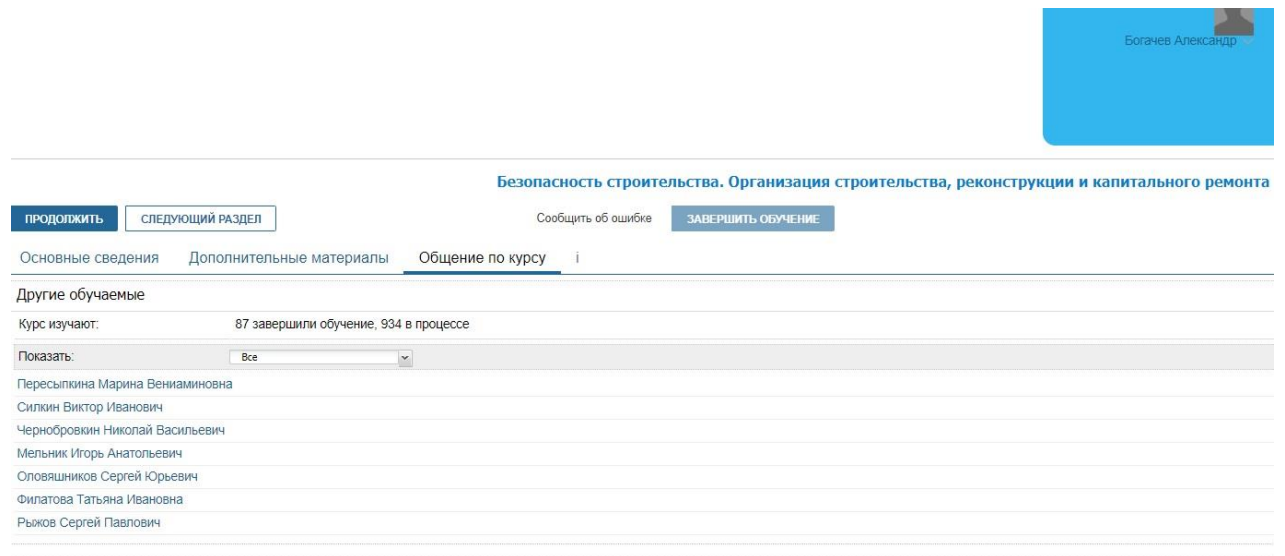 Богачев Александр
Безопасность строительства. Организация строительства, реконструкции и капитального ремонта
ПРОДОЛЖИТЬ СЛЕДУЮЩИЙ РАЗДЕЛ Сообщить об ошибке ЗАВЕРШИТЬ ОБУЧЕНИЕ
Основные сведения Дополнительные материалы Общение по курсу i
Другие обучаемые
Курс изучают: 87 завершили обучение, 934 в процессе
Показать: Все
Пересыпкина Марина Вениаминовна
Силкин Виктор Иванович
Чернобровкин Николай Васильевич
Мельник Игорь Анатольевич
Оловяшников Сергей Юрьевич
Филатова Татьяна Ивановна
Рыжов Сергей Павлович